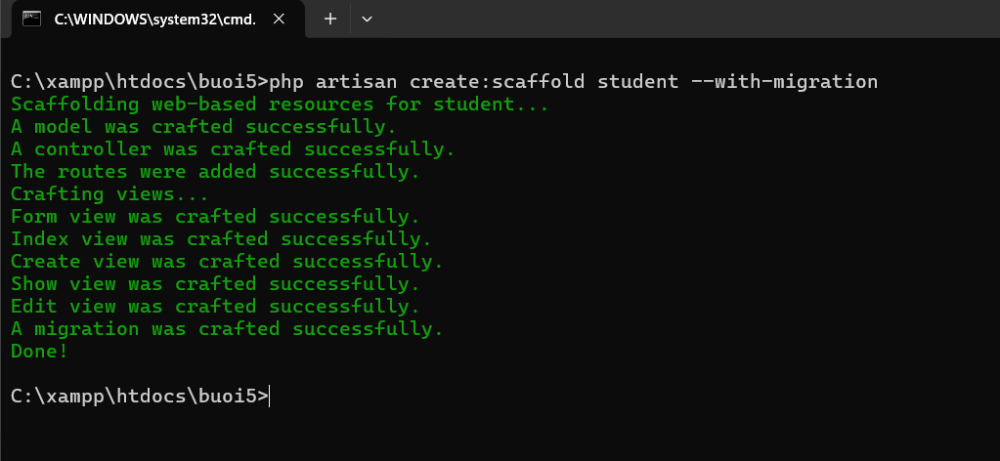 C:\WINDOWS\system32\cmd.
C:\xampp\htdocs\buoi5>php artisan create:scaffold student --with-migration
Scaffolding web-based resources for student...
A model was crafted successfully.
A controller was crafted successfully.
The routes were added successfully.
Crafting views...
Form view was crafted successfully.
Index view was crafted successfully.
Create view was crafted successfully.
Show view was crafted successfully.
Edit view was crafted successfully.
A migration was crafted successfully.
Done!
C:\xampp\htdocs\buoi5>